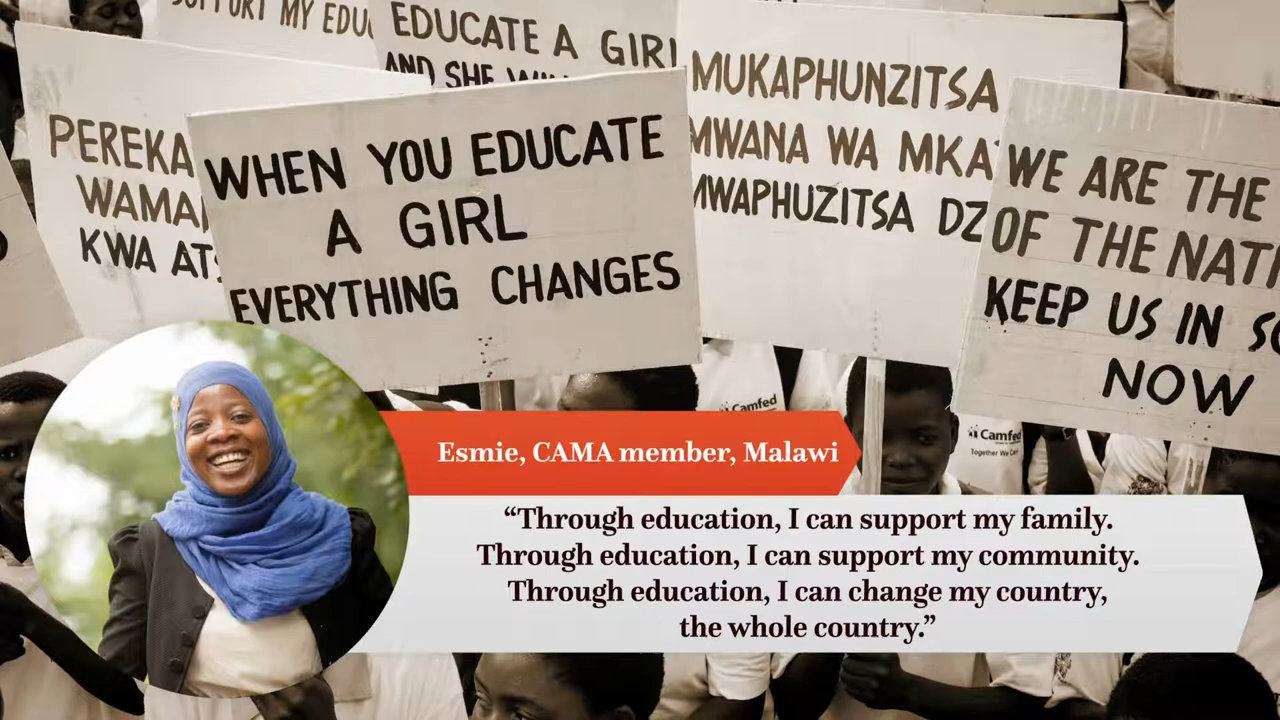 MY EDU
EDUCATE A GIRL
AND SHE
PEREKA
WAMA
KWA AT
WHEN YOU EDUCATE
A GIRL
EVERYTHING CHANGES
MUKAPHUNZITSA
MWANA WA MKA
MWAPHUZITSA DZ
WE ARE THE
OF THE NATI
KEEP US IN SC
NOW
Camfed
Camfed
Together We Can
Esmie, CAMA member, Malawi
“Through education, I can support my family.
Through education, I can support my community.
Through education, I can change my country,
the whole country.”